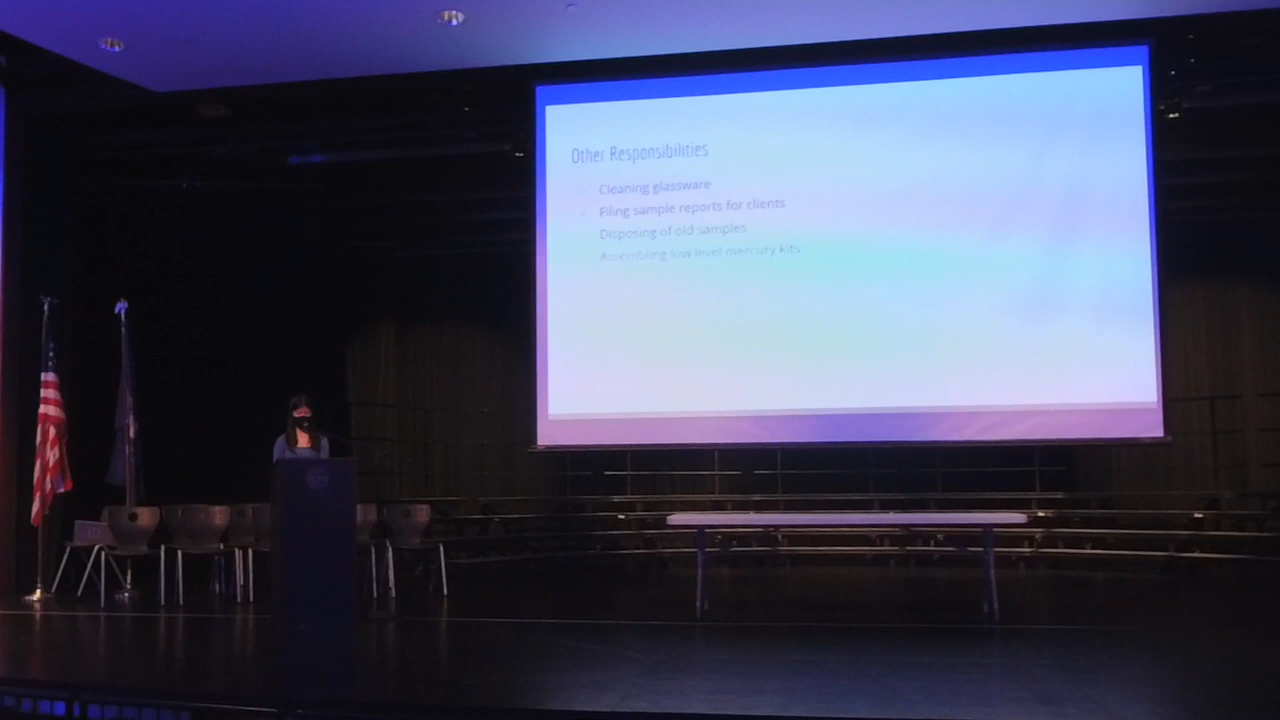 Other Responsibilities
- Cleaning glassware
- Filing sample reports for clients
Disposing of old samples
Assembling low level mercury kits